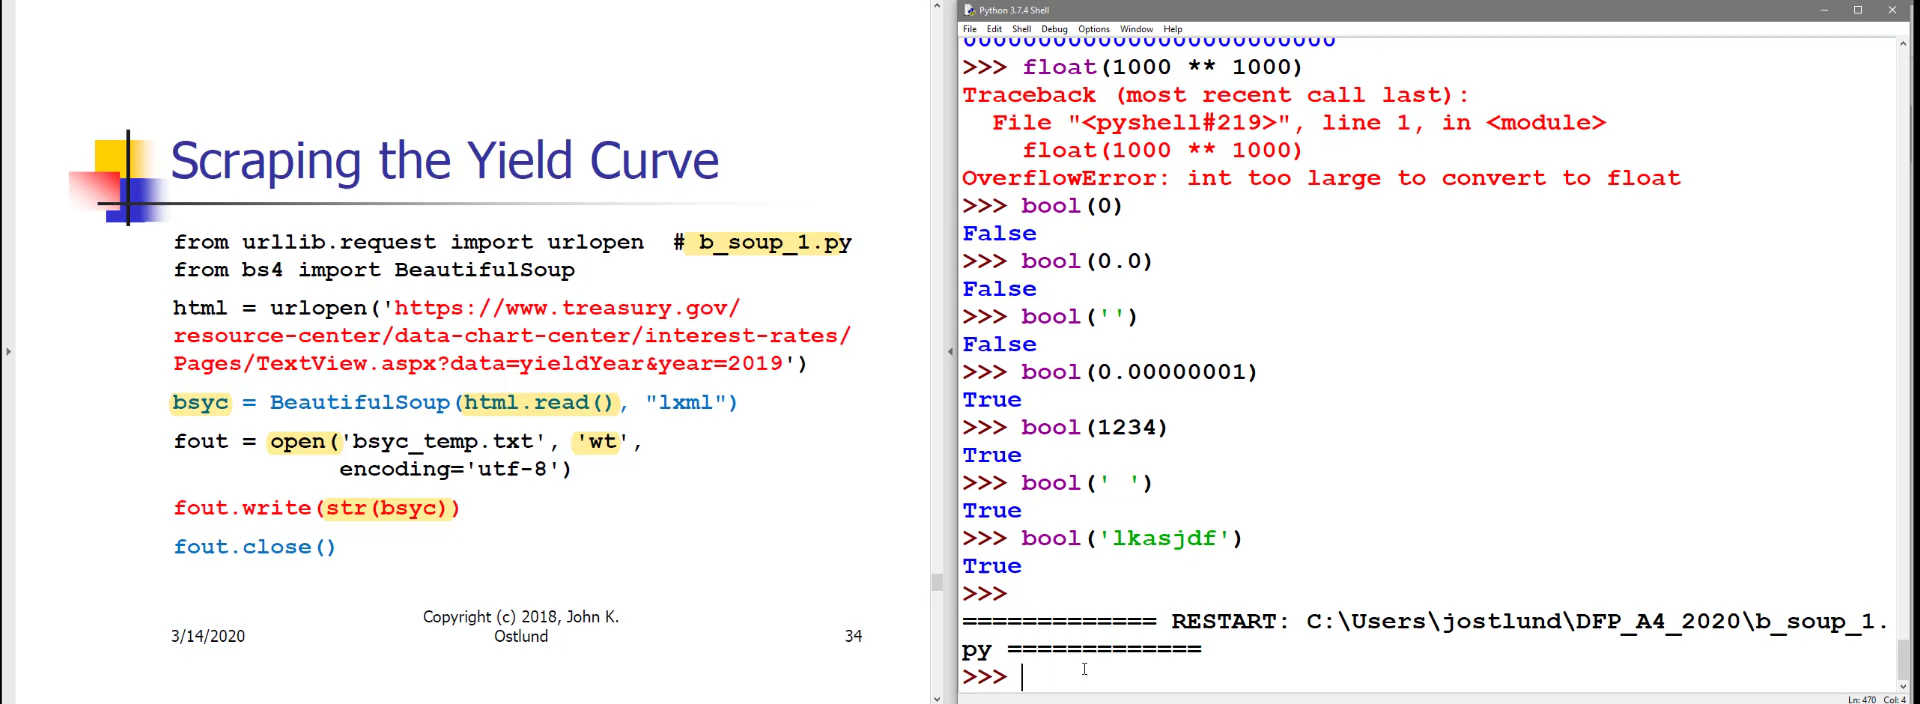 Scraping the Yield Curve
from urllib.request import urlopen  # b_soup_1.py
from bs4 import BeautifulSoup
html = urlopen('https://www.treasury.gov/
resource-center/data-chart-center/interest-rates/
Pages/TextView.aspx?data=yieldYear&year=2019')
bsyc = BeautifulSoup(html.read(), "lxml")
fout = open('bsyc_temp.txt', 'wt',
encoding='utf-8')
fout.write(str(bsyc))
fout.close()
3/14/2020
Copyright (c) 2018, John K.
Ostlund
34
Python 3.7.4 Shell
File Edit Shell Debug Options Window Help
>>> float(1000 ** 1000)
Traceback (most recent call last):
  File "<pyshell#219>", line 1, in <module>
    float(1000 ** 1000)
OverflowError: int too large to convert to float
>>> bool(0)
False
>>> bool(0.0)
False
>>> bool('')
False
>>> bool(0.00000001)
True
>>> bool(1234)
True
>>> bool(' ')
True
>>> bool('lkasjdf')
True
>>>
============= RESTART: C:\Users\jostlund\DFP_A4_2020\b_soup_1.
py =============
>>>
Ln: 470 Col: 4